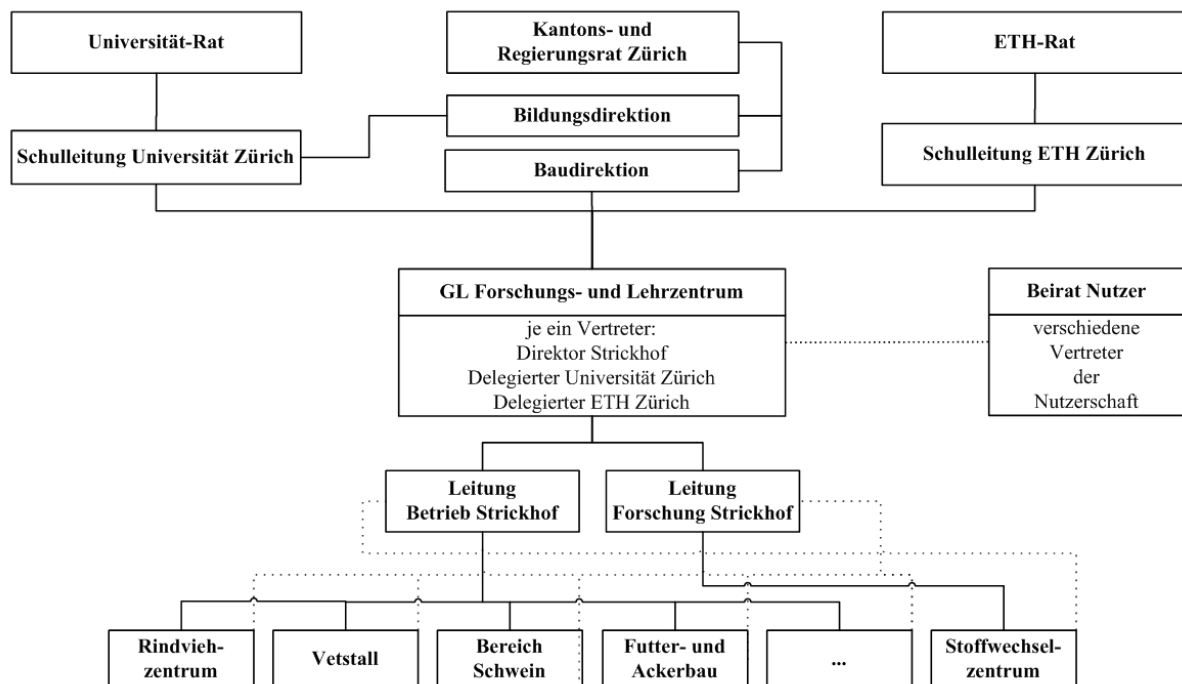 Universität-Rat
Kantons- und
Regierungsrat Zürich
ETH-Rat
Bildungsdirektion
Schulleitung Universität Zürich
Schulleitung ETH Zürich
Baudirektion
GL Forschungs- und Lehrzentrum
je ein Vertreter:
Direktor Strickhof
Delegierter Universität Zürich
Delegierter ETH Zürich
Beirat Nutzer
verschiedene
Vertreter
der
Nutzerschaft
Leitung
Betrieb Strickhof
Leitung
Forschung Strickhof
Rindvieh-
zentrum
Vetstall
Bereich
Schwein
Futter- und
Ackerbau
...
Stoffwechsel-
zentrum